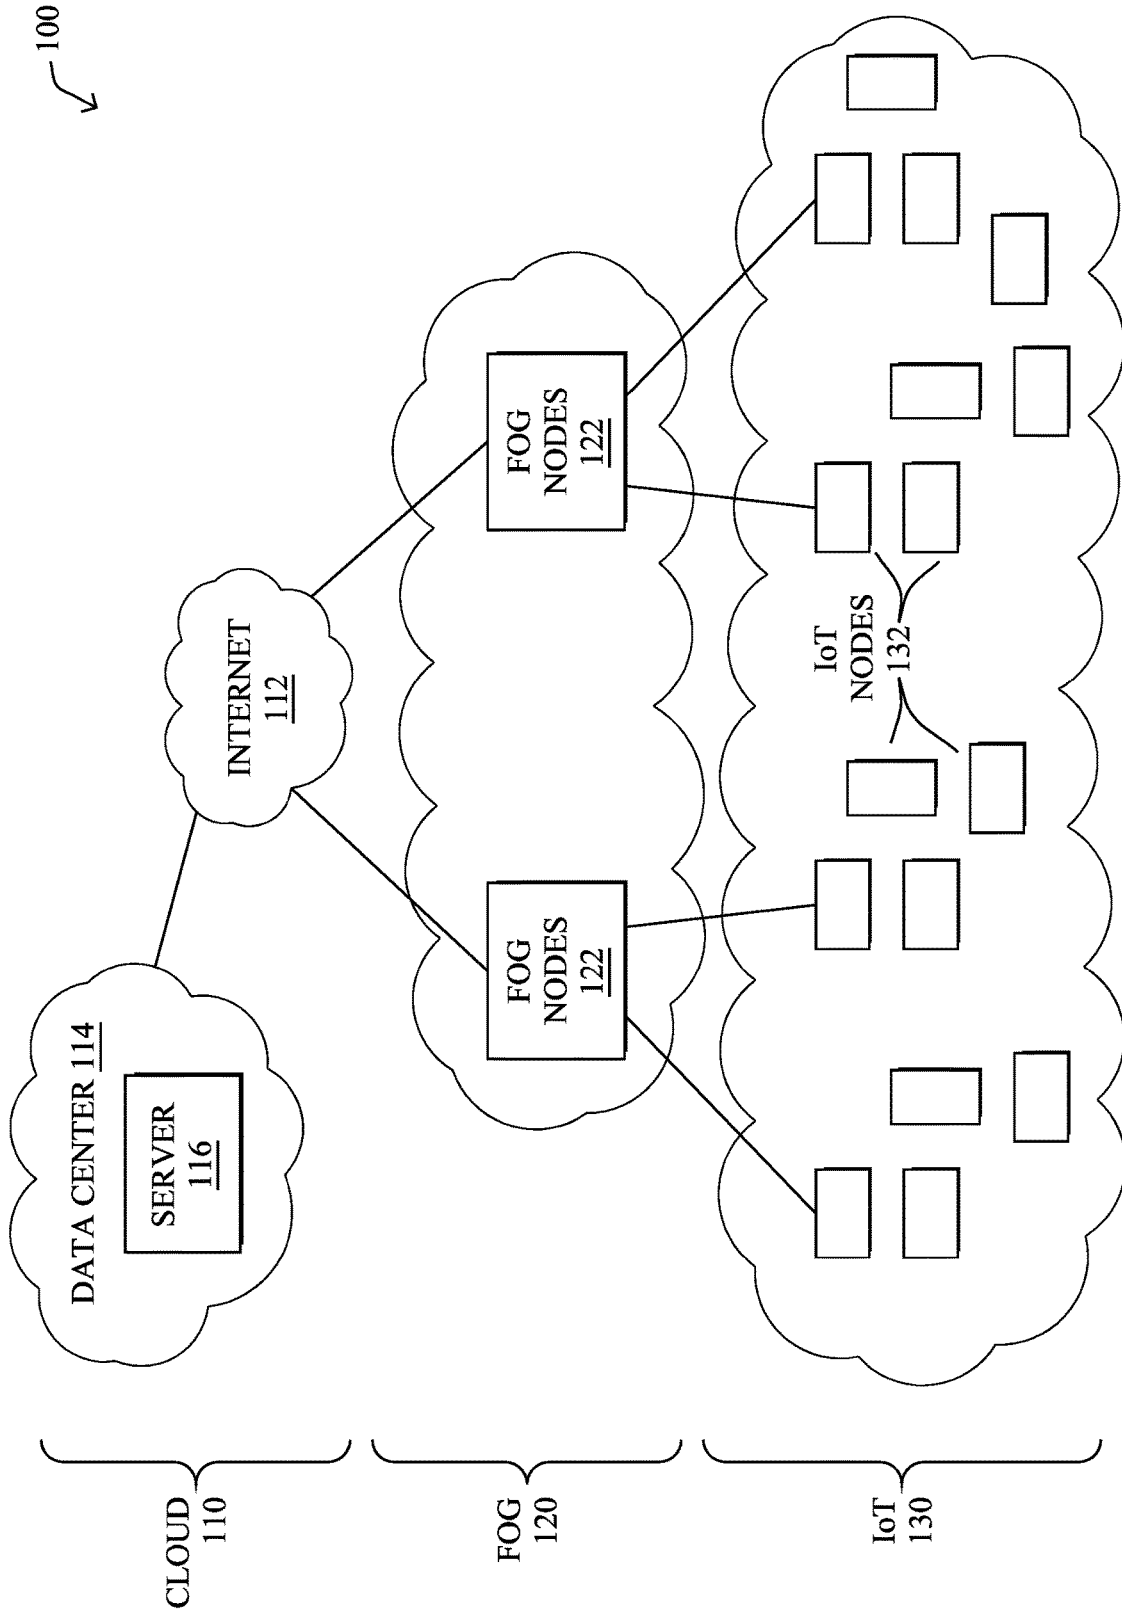 100
DATA CENTER 114
SERVER
116
INTERNET
112
CLOUD
110
FOG
NODES
122
FOG
NODES
122
FOG
120
IoT
NODES
132
IoT
130